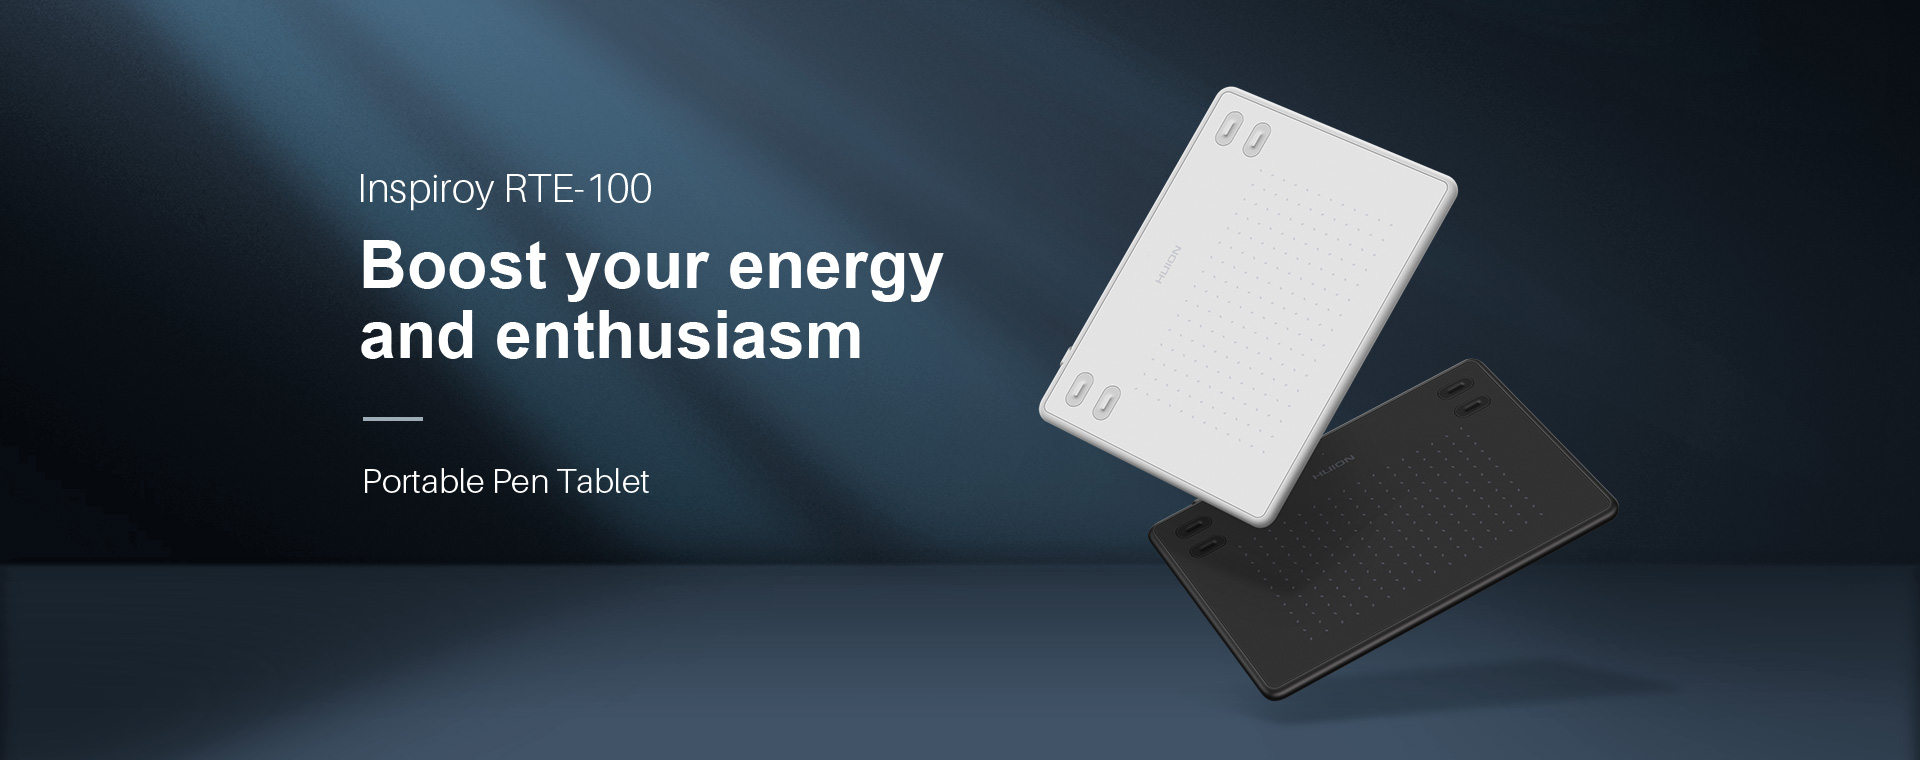 Inspiroy RTE-100
Boost your energy
and enthusiasm
Portable Pen Tablet
HUION
HUION